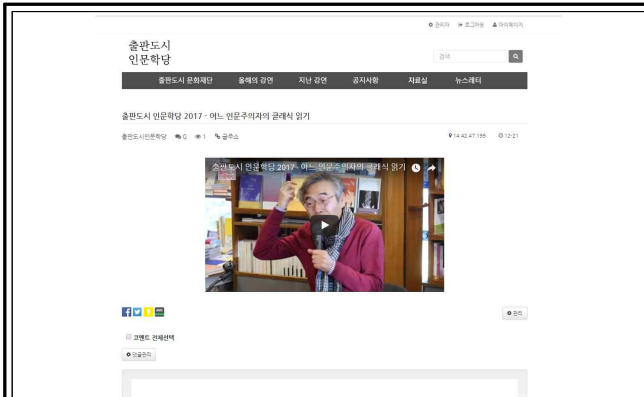 관리자 로그아웃 마이페이지
출판도시
인문학당
검색
출판도시 문화재단 올해의 강연 지난 강연 공지사항 자료실 뉴스레터
출판도시 인문학당 2017 - 어느 인문주의자의 클래식 읽기
출판도시인문학당 0 1 글주소 14.42.47.199 12-21
출판도시 인문학당 2017 - 어느 인문주의자의 클래식 읽기
관리
코멘트 전체선택
댓글관리